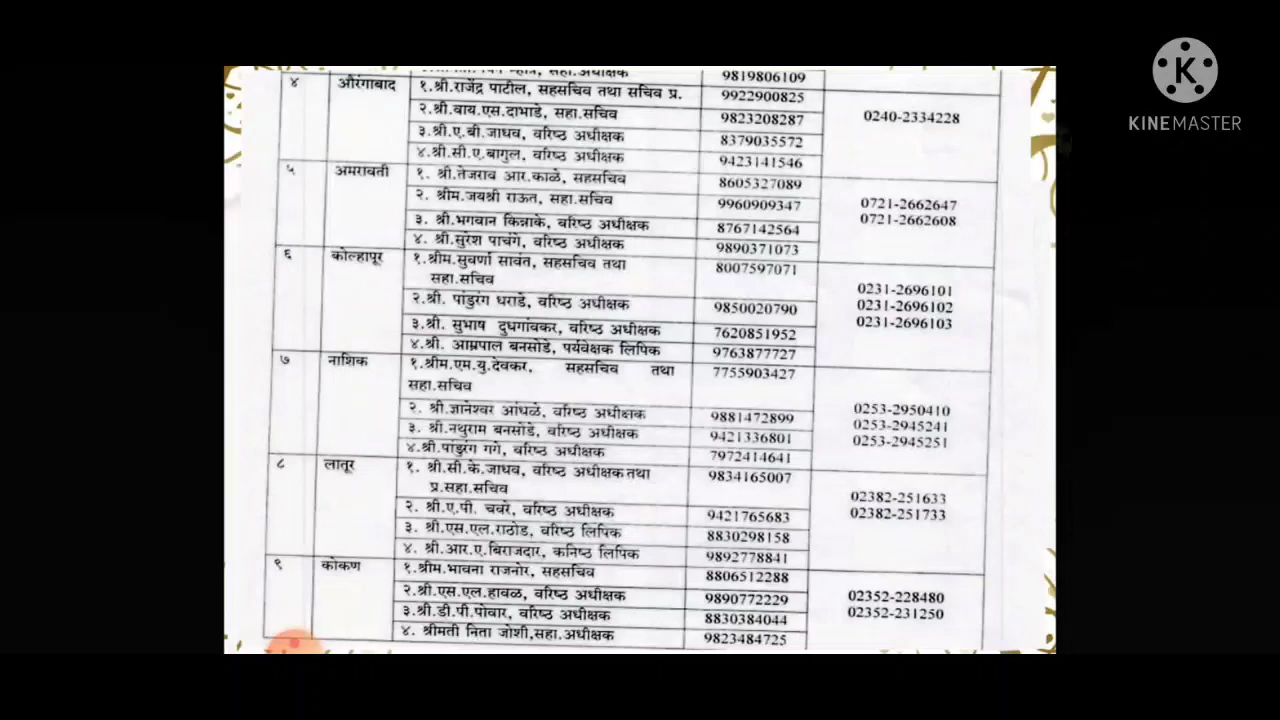 सहा.अधीक्षक 9819806109
४ औरंगाबाद १.श्री.राजेंद्र पाटील, सहसचिव तथा सचिव प्र. 9922900825 0240-2334228
२.श्री.वाय.एस.दाभाडे, सहा.सचिव 9823208287
३.श्री.ए.बी.जाधव, वरिष्ठ अधीक्षक 8379035572
४.श्री.सी.ए.बागुल, वरिष्ठ अधीक्षक 9423141546
५ अमरावती १. श्री.तेजराव आर.काळे, सहसचिव 8605327089 0721-2662647
२. श्रीम.जयश्री राऊत, सहा.सचिव 9960909347 0721-2662608
३. श्री.भगवान किन्नाके, वरिष्ठ अधीक्षक 8767142564
४. श्री.सुरेश पाचंगे, वरिष्ठ अधीक्षक 9890371073
६ कोल्हापूर १.श्रीम.सुवर्णा सावंत, सहसचिव तथा 8007597071 0231-2696101
सहा.सचिव
२.श्री. पांडुरंग धराडे, वरिष्ठ अधीक्षक 9850020790 0231-2696102
३.श्री. सुभाष दुधगांवकर, वरिष्ठ अधीक्षक 7620851952 0231-2696103
४.श्री. आम्रपाल बनसोडे, पर्यवेक्षक लिपिक 9763877727
७ नाशिक १.श्रीम.एम.यु.देवकर, सहसचिव तथा 7755903427
सहा.सचिव
२. श्री.ज्ञानेश्वर आंधळे, वरिष्ठ अधीक्षक 9881472899 0253-2950410
३. श्री.नथुराम बनसोडे, वरिष्ठ अधीक्षक 9421336801 0253-2945241
४.श्री.पांडुरंग गगे, वरिष्ठ अधीक्षक 7972414641 0253-2945251
८ लातूर १. श्री.सी.के.जाधव, वरिष्ठ अधीक्षक तथा 9834165007 02382-251633
प्र.सहा.सचिव
२. श्री.ए.पी. चवरे, वरिष्ठ अधीक्षक 9421765683 02382-251733
३. श्री.एस.एल.राठोड, वरिष्ठ लिपिक 8830298158
४. श्री.आर.ए.बिराजदार, कनिष्ठ लिपिक 9892778841
९ कोकण १.श्रीम.भावना राजनोर, सहसचिव 8806512288 02352-228480
२.श्री.एस.एल.हावळ, वरिष्ठ अधीक्षक 9890772229 02352-231250
३.श्री.डी.पी.पोवार, वरिष्ठ अधीक्षक 8830384044
४. श्रीमती निता जोशी,सहा.अधीक्षक 9823484725
K
KINEMASTER